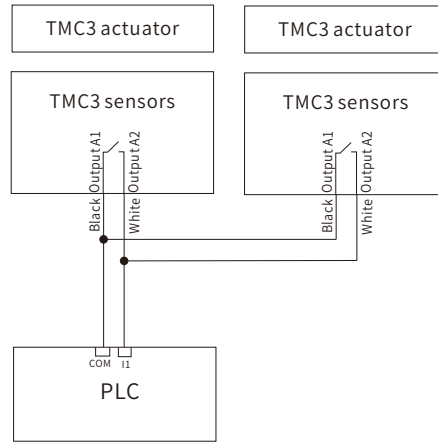 TMC3 actuator
TMC3 actuator
TMC3 sensors
TMC3 sensors
Black Output A1
White Output A2
Black Output A1
White Output A2
COM
I1
PLC